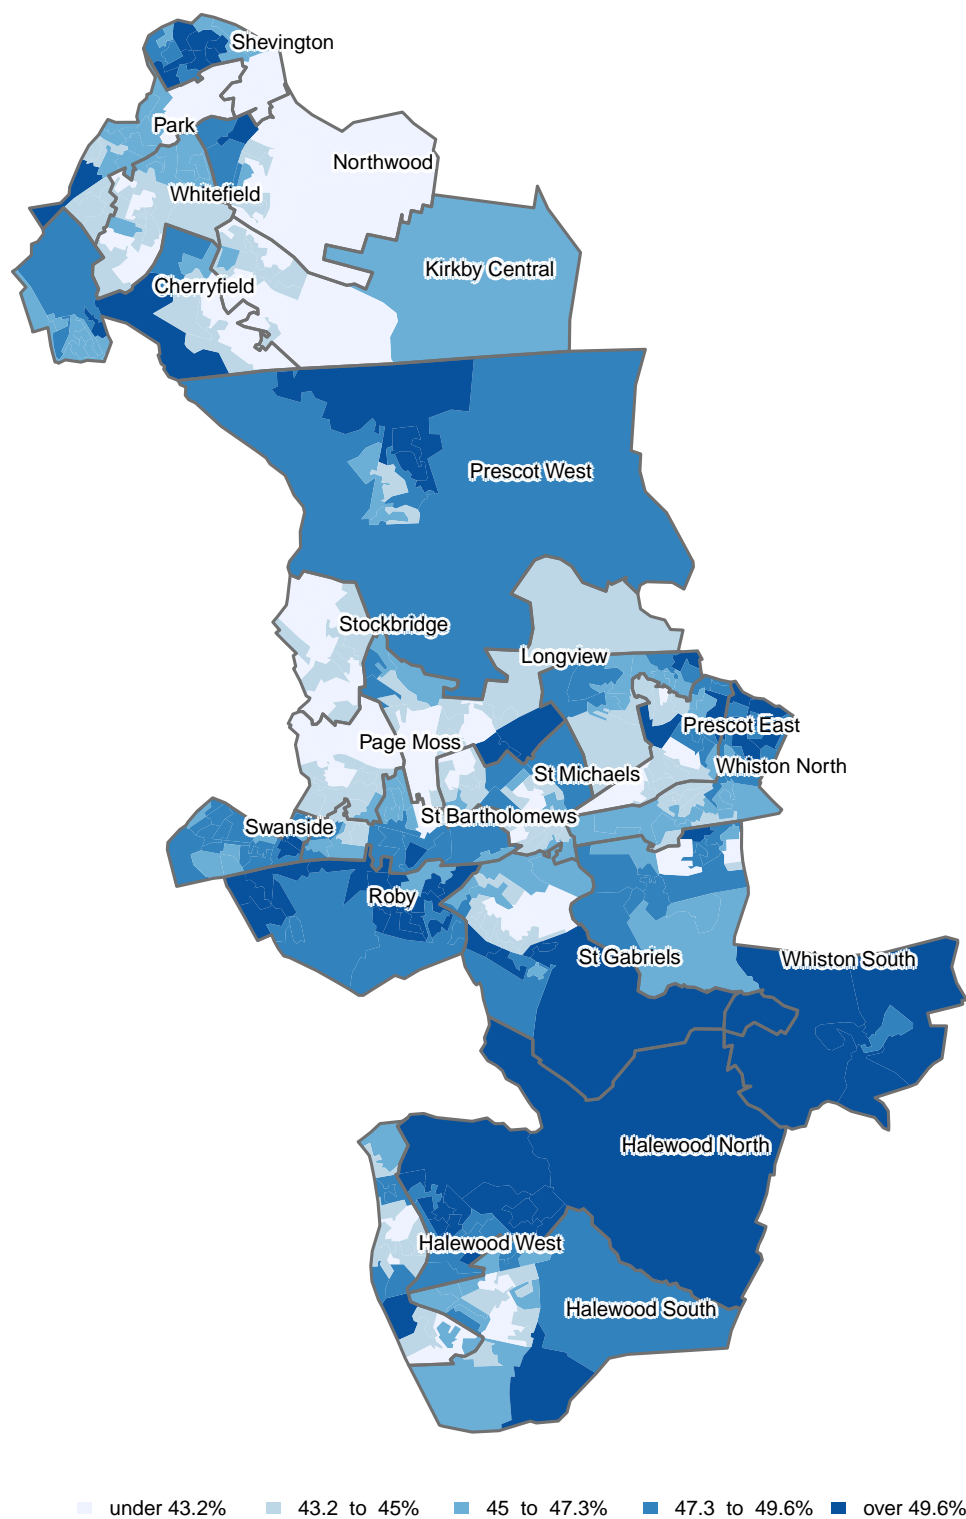 Shevington
Park
Northwood
Whitefield
Kirkby Central
Cherryfield
Prescot West
Stockbridge
Longview
Prescot East
Page Moss
Whiston North
St Michaels
St Bartholomews
Swanside
Roby
St Gabriels
Whiston South
Halewood North
Halewood West
Halewood South
under 43.2%
43.2 to 45%
45 to 47.3%
47.3 to 49.6%
over 49.6%